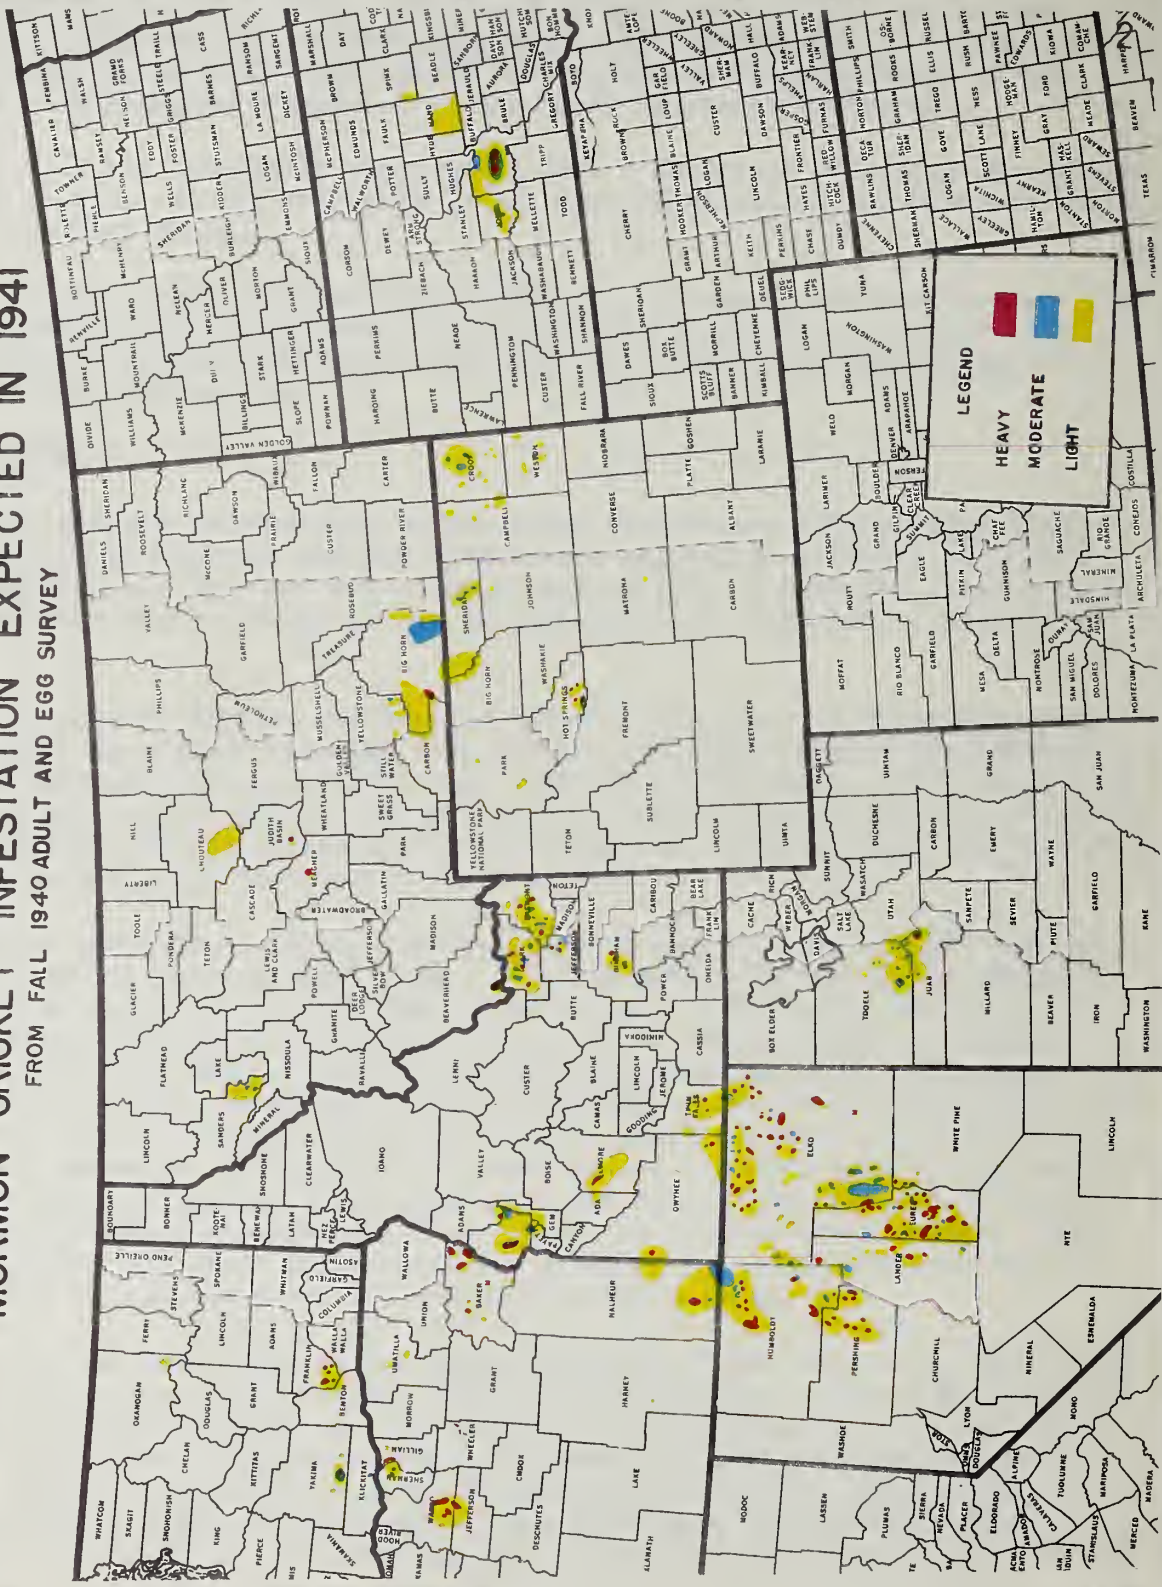 MORMON CRICKET INFESTATION EXPECTED IN 1941
FROM FALL 1940 ADULT AND EGG SURVEY
WHATCOM
SKAGIT
SNOHOMISH
KING
PIERCE
SKAMANIA
OKANOGAN
CHELAN
DOUGLAS
KITTITAS
GRANT
YAKIMA
KLICKITAT
BENTON
FERRY
STEVENS
PEND OREILLE
LINCOLN
SPOKANE
ADAMS
WHITMAN
FRANKLIN
WALLA WALLA
COLUMBIA
GARFIELD
ASOTIN
HOOD RIVER
SHERMAN
GILLIAM
MORROW
UMATILLA
UNION
WALLOWA
BAKER
JEFFERSON
WHEELER
GRANT
CROOK
DESCHUTES
LAKE
HARNEY
MALHEUR
BOUNDARY
BONNER
KOOTENAI
BENEWAH
SHOSHONE
LATAH
CLEARWATER
NEZ PERCE
LEWIS
IDAHO
ADAMS
VALLEY
LEMHI
CUSTER
BOISE
GEM
CANYON
ADA
OWYHEE
CAMAS
BLAINE
GOODING
LINCOLN
JEROME
MINIDOKA
CASSIA
BUTTE
JEFFERSON
MADISON
TETON
BONNEVILLE
BINGHAM
POWER
BANNOCK
CARIBOU
ONEIDA
FRANKLIN
BEAR LAKE
LINCOLN
FLATHEAD
SANDERS
LAKE
MINERAL
MISSOULA
RAVALLI
GLACIER
TOOLE
LIBERTY
PONDERA
TETON
LEWIS AND CLARK
POWELL
GRANITE
DEER LODGE
SILVER BOW
JEFFERSON
BEAVERHEAD
MADISON
BROADWATER
CASCADE
CHOUTEAU
HILL
BLAINE
PHILLIPS
VALLEY
DANIELS
SHERIDAN
ROOSEVELT
JUDITH BASIN
FERGUS
PETROLEUM
GARFIELD
MCCONE
RICHLAND
DAWSON
PRAIRIE
WIBAUX
FALLON
MEAGHER
WHEATLAND
GOLDEN VALLEY
MUSSELSHELL
TREASURE
ROSEBUD
CUSTER
CARTER
GALLATIN
PARK
SWEET GRASS
STILLWATER
YELLOWSTONE
CARBON
BIG HORN
POWDER RIVER
YELLOWSTONE NATIONAL PARK
PARK
BIG HORN
SHERIDAN
CAMPBELL
CROOK
WESTON
JOHNSON
WASHAKIE
HOT SPRINGS
TETON
FREMONT
NATRONA
CONVERSE
NIOBRARA
SUBLETTE
LINCOLN
UINTA
SWEETWATER
CARBON
ALBANY
PLATTE
GOSHEN
LARAMIE
DIVIDE
BURKE
RENVILLE
BOTTINEAU
ROLETTE
TOWNER
CAVALIER
PEMBINA
KITTSON
WILLIAMS
MOUNTRAIL
WARD
MCHENRY
PIERCE
BENSON
RAMSEY
WALSH
NELSON
GRAND FORKS
MCKENZIE
MCLEAN
SHERIDAN
WELLS
EDDY
FOSTER
GRIGGS
STEELE
TRAILL
DUNN
MERCER
OLIVER
KIDDER
STUTSMAN
BARNES
CASS
GOLDEN VALLEY
BILLINGS
STARK
MORTON
BURLEIGH
LOGAN
LA MOURE
RANSOM
SLOPE
HETTINGER
GRANT
EMMONS
MCINTOSH
DICKEY
SARGENT
BOWMAN
ADAMS
SIOUX
HARDING
PERKINS
CORSON
CAMPBELL
MCPHERSON
BROWN
MARSHALL
WALWORTH
EDMUNDS
DAY
BUTTE
MEADE
ZIEBACH
DEWEY
ARMSTRONG
POTTER
FAULK
SPINK
CLARK
LAWRENCE
PENNINGTON
HAAKON
STANLEY
SULLY
HUGHES
HYDE
HAND
BEADLE
KINGSBURY
CUSTER
JACKSON
BUFFALO
JERAULD
SANBORN
FALL RIVER
SHANNON
WASHINGTON
WASHABAUGH
BENNETT
MELLETTE
TODD
TRIPP
BRULE
AURORA
GREGORY
CHARLES MIX
DOUGLAS
SIOUX
DAWES
BOX BUTTE
SHERIDAN
CHERRY
KEYAPAHA
BROWN
ROCK
BOYD
HOLT
SCOTTS BLUFF
BANNER
KIMBALL
MORRILL
CHEYENNE
GARDEN
DEUEL
GRANT
HOOKER
THOMAS
BLAINE
LOUP
GARFIELD
WHEELER
ARTHUR
MCPHERSON
LOGAN
CUSTER
VALLEY
GREELEY
SHERMAN
HOWARD
KEITH
LINCOLN
DAWSON
BUFFALO
HALL
PERKINS
CHASE
HAYES
FRONTIER
GOSPER
PHELPS
KEARNEY
ADAMS
DUNDY
HITCHCOCK
RED WILLOW
FURNAS
HARLAN
FRANKLIN
CHEYENNE
RAWLINS
DECATUR
NORTON
PHILLIPS
SMITH
SHERMAN
THOMAS
SHERIDAN
GRAHAM
ROOKS
OSBORNE
WALLACE
LOGAN
GOVE
TREGO
ELLIS
RUSSEL
GREELEY
WICHITA
SCOTT
LANE
NESS
RUSH
HAMILTON
KEARNY
FINNEY
HODGEMAN
PAWNEE
STANTON
GRANT
HASKELL
GRAY
FORD
EDWARDS
KIOWA
MORTON
STEVENS
SEWARD
MEADE
CLARK
COMANCHE
CIMARRON
TEXAS
BEAVER
HARPER
MODOC
LASSEN
PLUMAS
SIERRA
NEVADA
PLACER
ELDORADO
AMADOR
ALPINE
CALAVERAS
TUOLUMNE
STANISLAUS
MARIPOSA
MERCED
MADERA
MONO
WASHOE
HUMBOLDT
PERSHING
CHURCHILL
LYON
DOUGLAS
MINERAL
ESMERALDA
NYE
LANDER
EUREKA
ELKO
WHITE PINE
LINCOLN
BOX ELDER
CACHE
RICH
WEBER
MORGAN
DAVIS
SALT LAKE
SUMMIT
TOOELE
UTAH
WASATCH
DAGGETT
DUCHESNE
UINTAH
JUAB
SANPETE
CARBON
MILLARD
SEVIER
EMERY
GRAND
BEAVER
PIUTE
WAYNE
IRON
GARFIELD
SAN JUAN
WASHINGTON
KANE
MOFFAT
ROUTT
JACKSON
LARIMER
WELD
MORGAN
LOGAN
SEDGWICK
PHILLIPS
WASHINGTON
YUMA
KIT CARSON
RIO BLANCO
GARFIELD
EAGLE
GRAND
SUMMIT
GILPIN
CLEAR CREEK
BOULDER
DENVER
ADAMS
ARAPAHOE
MESA
DELTA
PITKIN
LAKE
GUNNISON
CHAFFEE
MONTROSE
OURAY
SAN MIGUEL
DOLORES
SAN JUAN
HINSDALE
SAGUACHE
MINERAL
RIO GRANDE
MONTEZUMA
LA PLATA
ARCHULETA
CONEJOS
COSTILLA
LEGEND
HEAVY
MODERATE
LIGHT